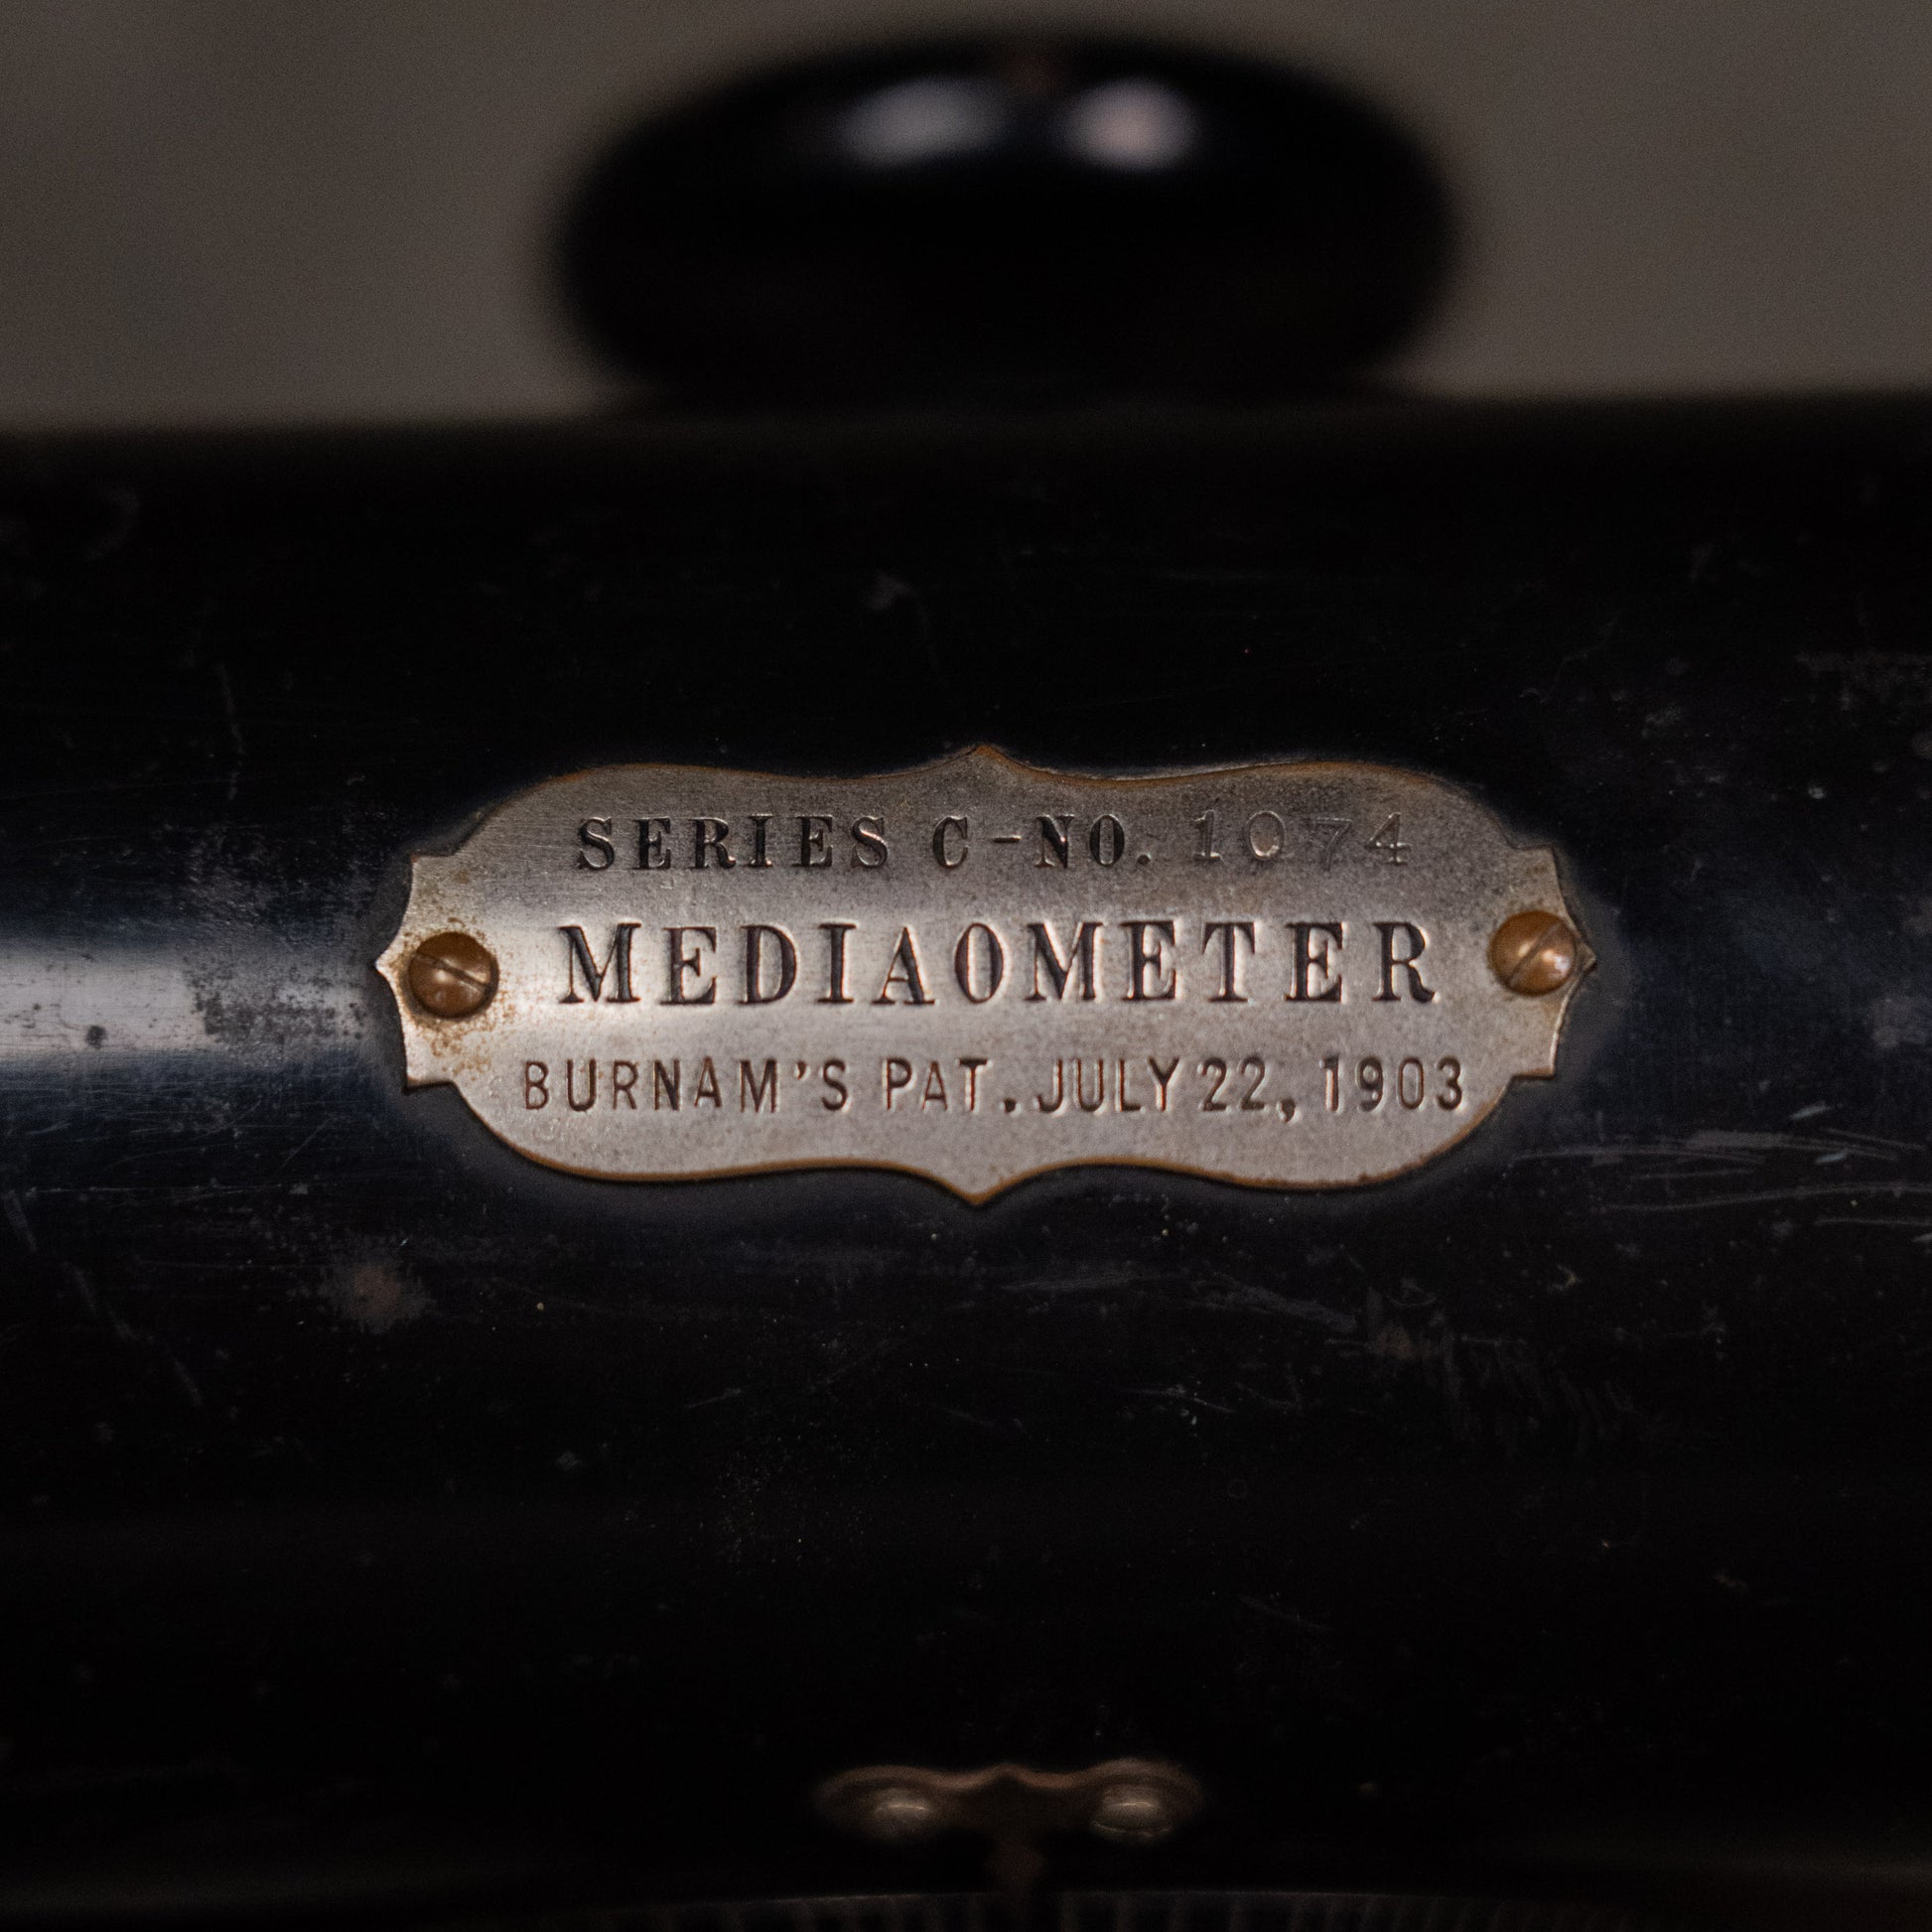 SERIES C-NO. 1074
MEDIAOMETER
BURNAM'S PAT. JULY 22, 1903